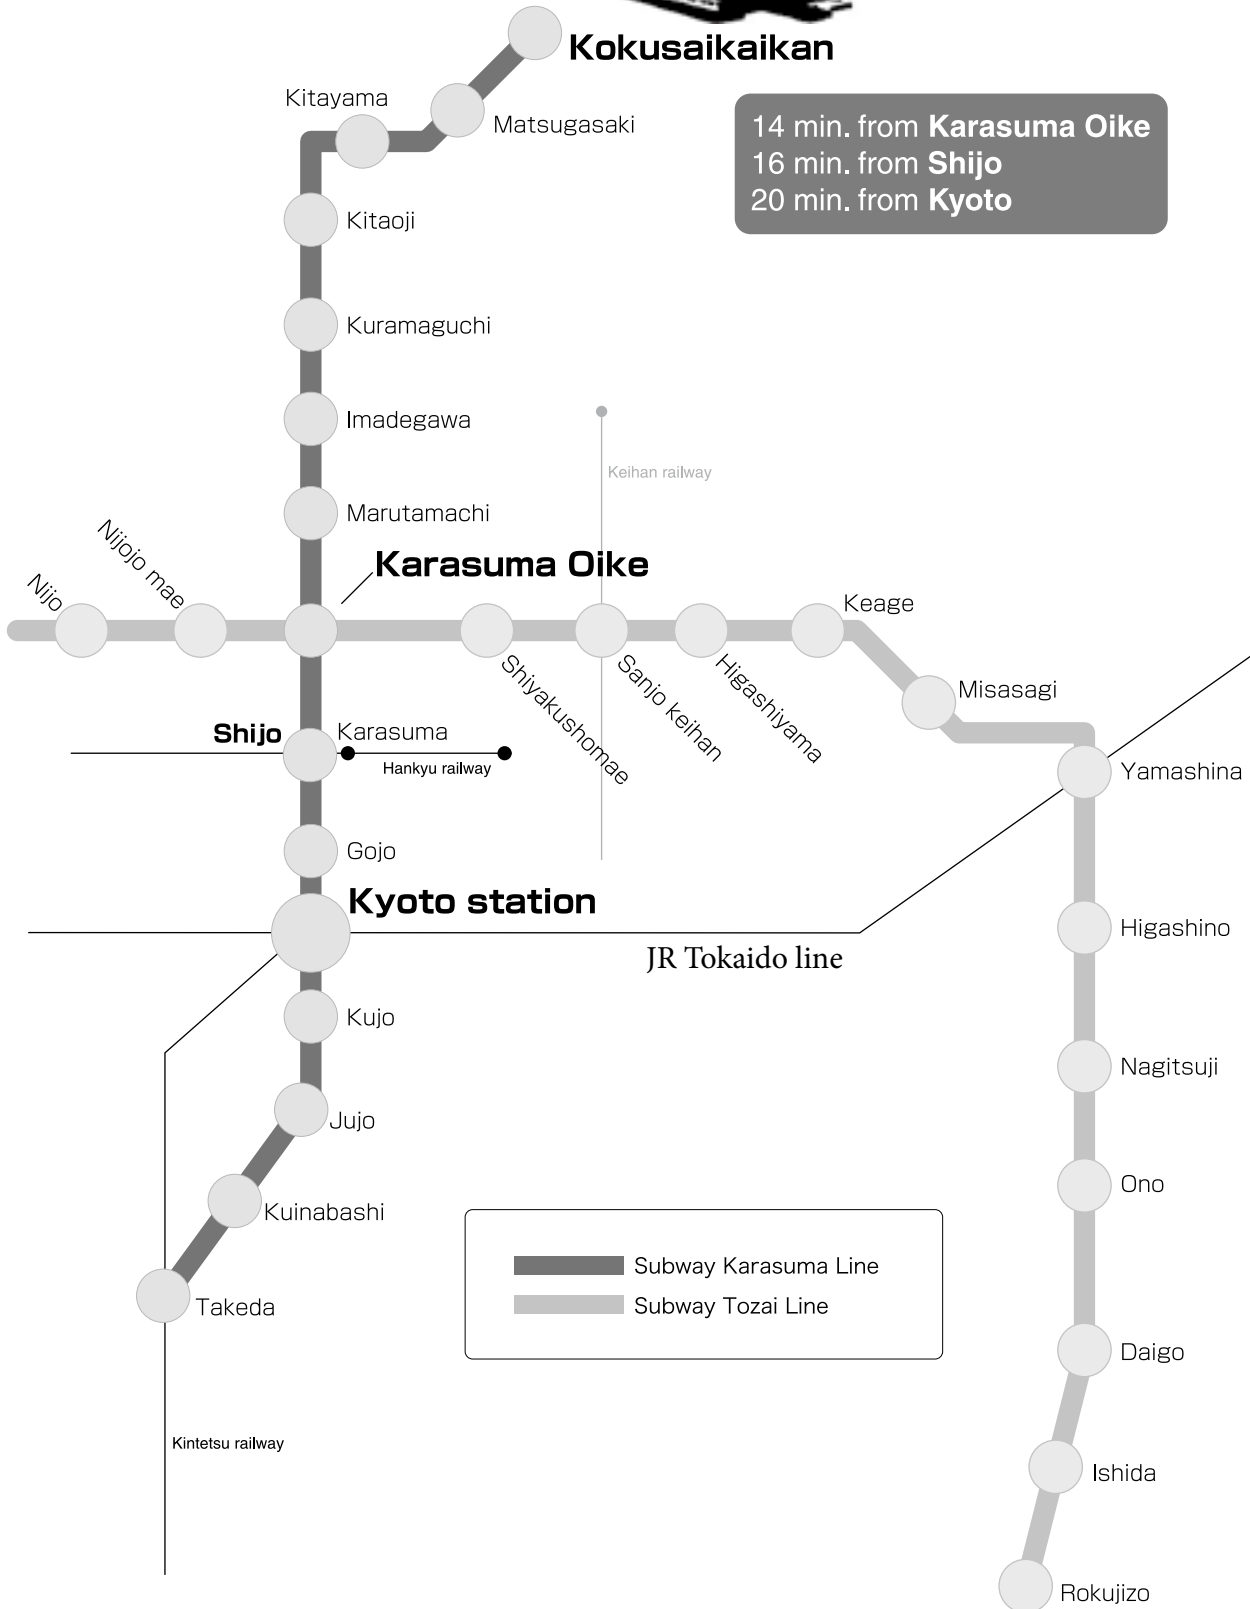 Kokusaikaikan
Kitayama
Matsugasaki
14 min. from Karasuma Oike
16 min. from Shijo
20 min. from Kyoto
Kitaoji
Kuramaguchi
Imadegawa
Keihan railway
Marutamachi
Karasuma Oike
Nijo
Nijojo mae
Keage
Shiyakushomae
Sanjo keihan
Higashiyama
Misasagi
Shijo
Karasuma
Hankyu railway
Yamashina
Gojo
Kyoto station
Higashino
JR Tokaido line
Kujo
Nagitsuji
Jujo
Ono
Kuinabashi
Subway Karasuma Line
Subway Tozai Line
Takeda
Daigo
Kintetsu railway
Ishida
Rokujizo